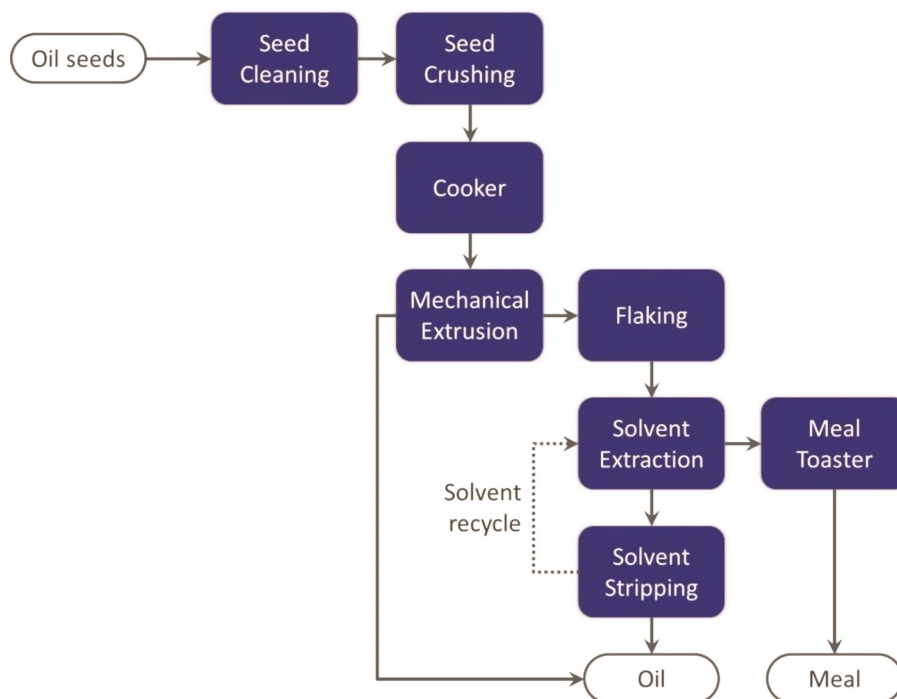 Oil seeds
Seed
Cleaning
Seed
Crushing
Cooker
Mechanical
Extrusion
Flaking
Solvent
Extraction
Meal
Toaster
Solvent
recycle
Solvent
Stripping
Oil
Meal